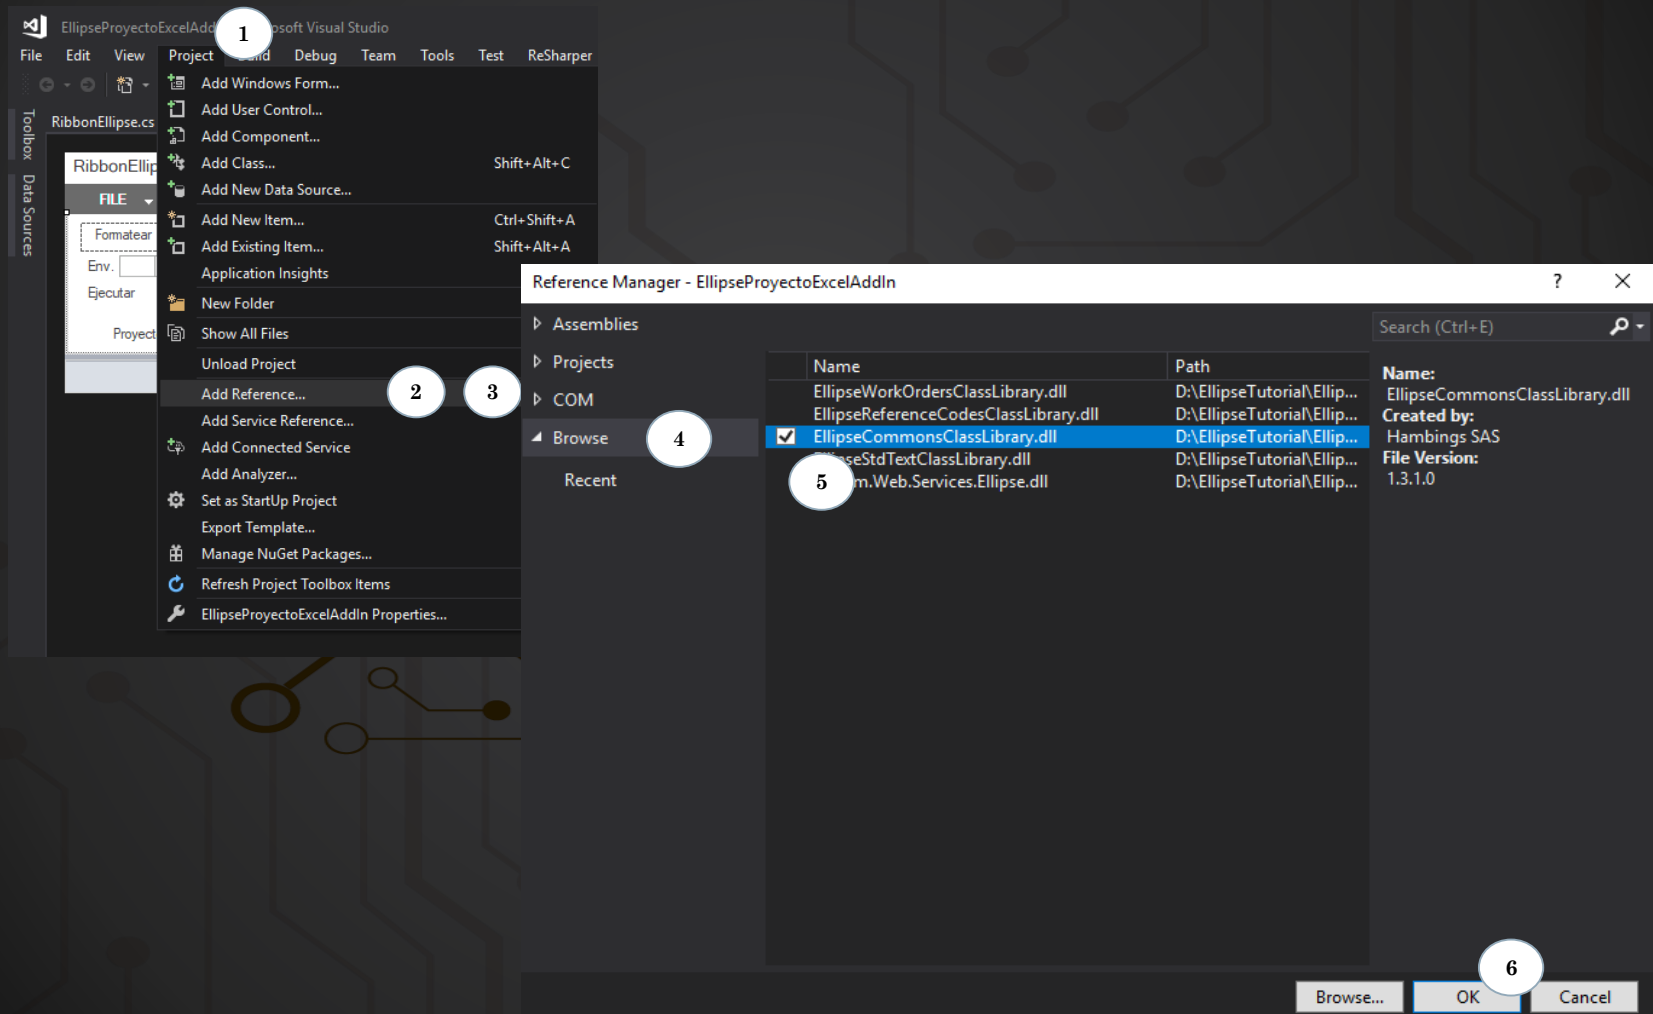 EllipseProyectoExcelAdd
osoft Visual Studio
1
File Edit View Project Build Debug Team Tools Test ReSharper
Toolbox
Data Sources
RibbonEllipse.cs
RibbonEllip
FILE
Formatear
Env.
Ejecutar
Proyect
Add Windows Form...
Add User Control...
Add Component...
Add Class... Shift+Alt+C
Add New Data Source...
Add New Item... Ctrl+Shift+A
Add Existing Item... Shift+Alt+A
Application Insights
New Folder
Show All Files
Unload Project
Add Reference... 2 3
Add Service Reference...
Add Connected Service
Add Analyzer...
Set as StartUp Project
Export Template...
Manage NuGet Packages...
Refresh Project Toolbox Items
EllipseProyectoExcelAddIn Properties...
Reference Manager - EllipseProyectoExcelAddIn ?
Assemblies
Projects
COM
Browse 4
Recent
Search (Ctrl+E)
Name Path
EllipseWorkOrdersClassLibrary.dll D:\EllipseTutorial\Ellip...
EllipseReferenceCodesClassLibrary.dll D:\EllipseTutorial\Ellip...
EllipseCommonsClassLibrary.dll D:\EllipseTutorial\Ellip...
EllipseStdTextClassLibrary.dll D:\EllipseTutorial\Ellip...
5 m.Web.Services.Ellipse.dll D:\EllipseTutorial\Ellip...
Name:
EllipseCommonsClassLibrary.dll
Created by:
Hambings SAS
File Version:
1.3.1.0
6
Browse... OK Cancel